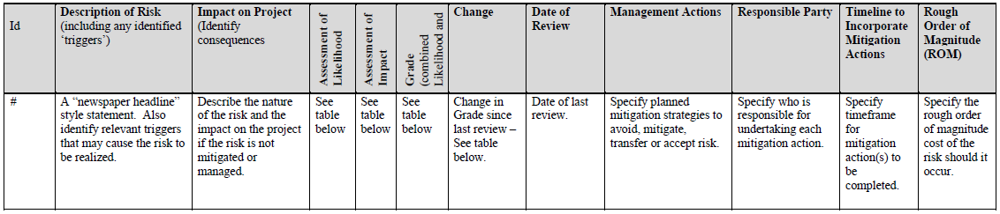 Id
Description of Risk
(including any identified
‘triggers’)
Impact on Project
(Identify
consequences
Assessment of
Likelihood
Assessment of
Impact
Grade
(combined
Likelihood and
Change
Date of
Review
Management Actions
Responsible Party
Timeline to
Incorporate
Mitigation
Actions
Rough
Order of
Magnitude
(ROM)
#
A “newspaper headline”
style statement. Also
identify relevant triggers
that may cause the risk to
be realized.
Describe the nature
of the risk and the
impact on the project
if the risk is not
mitigated or
managed.
See
table
below
See
table
below
See
table
below
Change in
Grade since
last review –
See table
below.
Date of last
review.
Specify planned
mitigation strategies to
avoid, mitigate,
transfer or accept risk.
Specify who is
responsible for
undertaking each
mitigation action.
Specify
timeframe
for
mitigation
action(s) to
be
completed.
Specify the
rough order
of magnitude
cost of the
risk should it
occur.